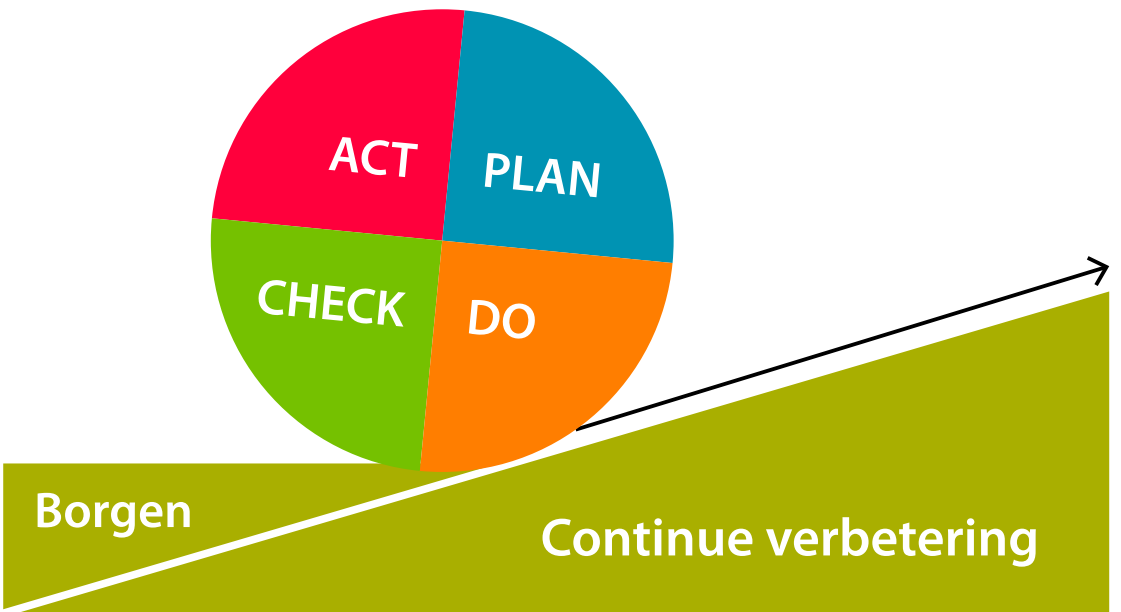 ACT
PLAN
CHECK
DO
Borgen
Continue verbetering